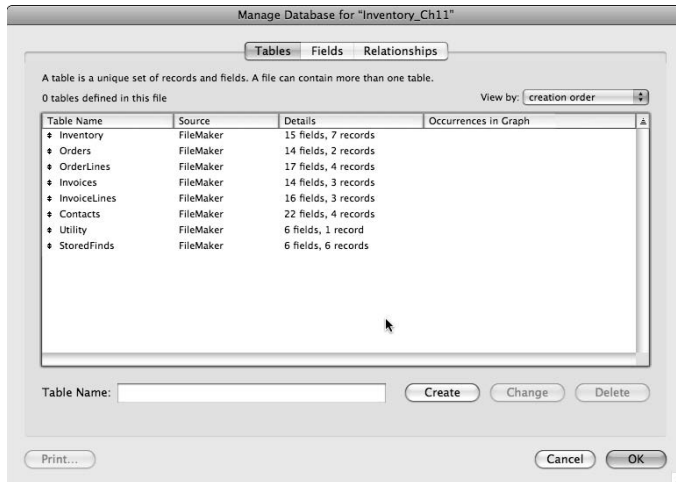 Manage Database for “Inventory_Ch11”
Tables Fields Relationships
A table is a unique set of records and fields. A file can contain more than one table.
0 tables defined in this file View by: creation order
Table Name Source Details Occurrences in Graph
Inventory FileMaker 15 fields, 7 records
Orders FileMaker 14 fields, 2 records
OrderLines FileMaker 17 fields, 4 records
Invoices FileMaker 14 fields, 3 records
InvoiceLines FileMaker 16 fields, 3 records
Contacts FileMaker 22 fields, 4 records
Utility FileMaker 6 fields, 1 record
StoredFinds FileMaker 6 fields, 6 records
Table Name: Create Change Delete
Print... Cancel OK